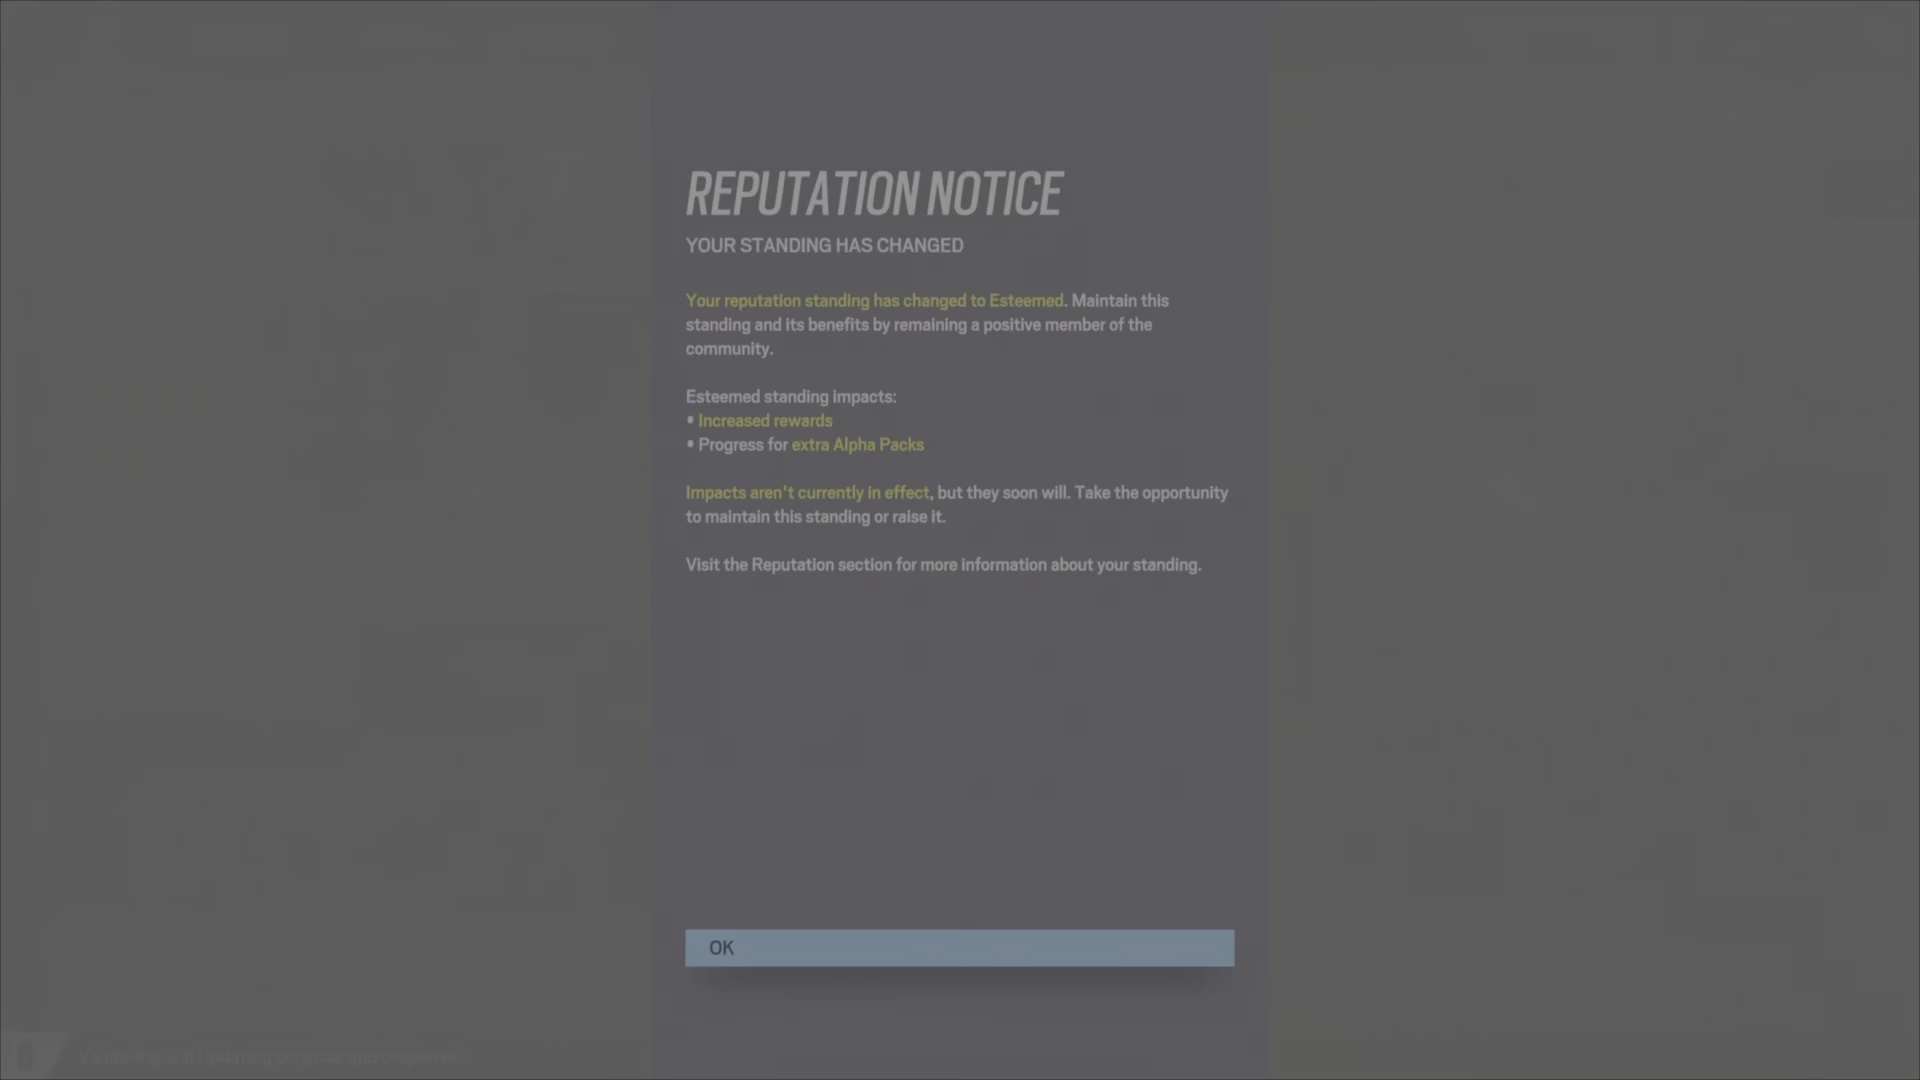 REPUTATION NOTICE
YOUR STANDING HAS CHANGED
Your reputation standing has changed to Esteemed. Maintain this
standing and its benefits by remaining a positive member of the
community.
Esteemed standing impacts:
• Increased rewards
• Progress for extra Alpha Packs
Impacts aren't currently in effect, but they soon will. Take the opportunity
to maintain this standing or raise it.
Visit the Reputation section for more information about your standing.
OK